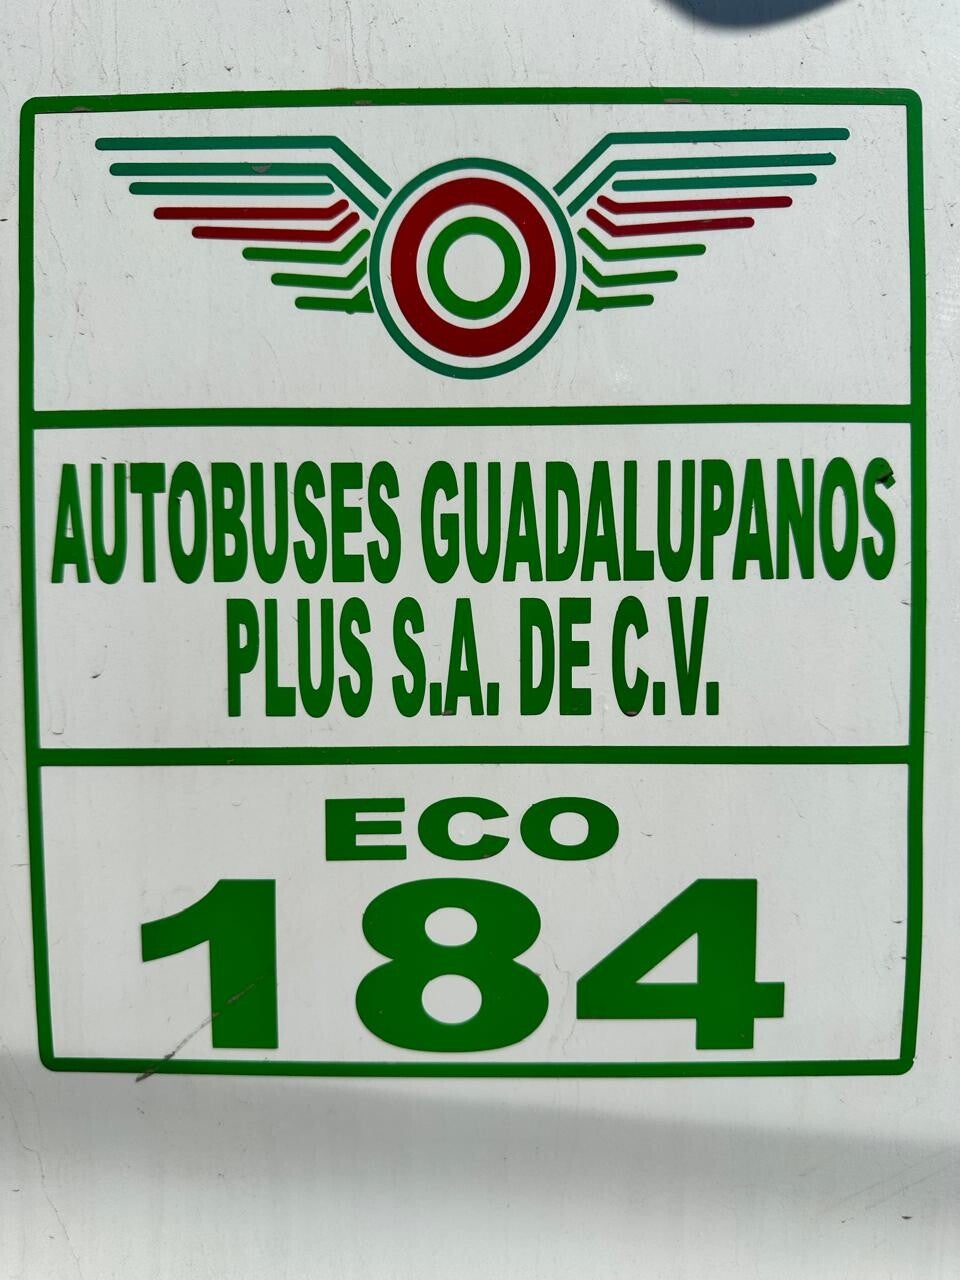 AUTOBUSES GUADALUPANOS
PLUS S.A. DE C.V.
ECO
184